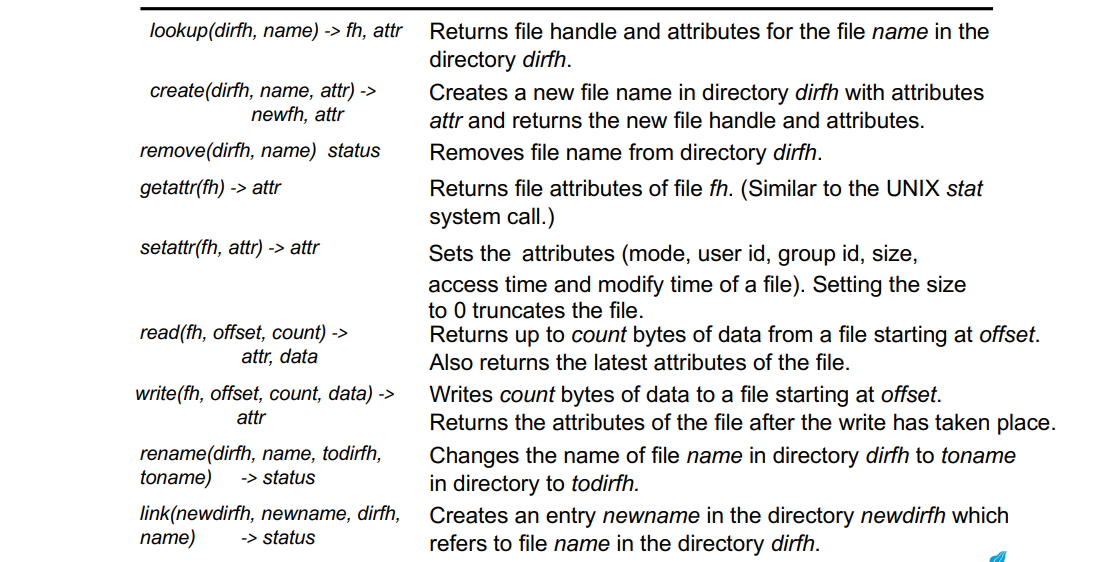 lookup(dirfh, name) -> fh, attr Returns file handle and attributes for the file name in the
directory dirfh.
create(dirfh, name, attr) -> Creates a new file name in directory dirfh with attributes
newfh, attr attr and returns the new file handle and attributes.
remove(dirfh, name) status Removes file name from directory dirfh.
getattr(fh) -> attr Returns file attributes of file fh. (Similar to the UNIX stat
system call.)
setattr(fh, attr) -> attr Sets the attributes (mode, user id, group id, size,
access time and modify time of a file). Setting the size
to 0 truncates the file.
read(fh, offset, count) -> Returns up to count bytes of data from a file starting at offset.
attr, data Also returns the latest attributes of the file.
write(fh, offset, count, data) -> Writes count bytes of data to a file starting at offset.
attr Returns the attributes of the file after the write has taken place.
rename(dirfh, name, todirfh, Changes the name of file name in directory dirfh to toname
toname) -> status in directory to todirfh.
link(newdirfh, newname, dirfh, Creates an entry newname in the directory newdirfh which
name) -> status refers to file name in the directory dirfh.